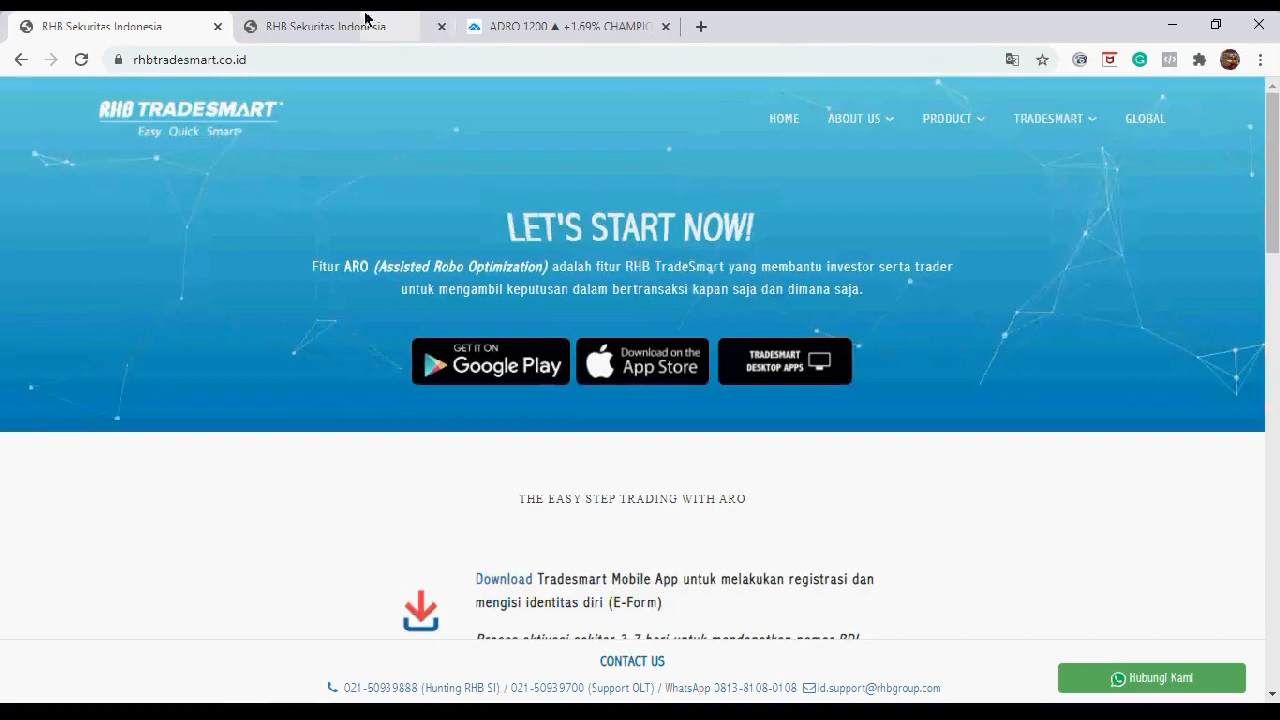 RHB Sekuritas Indonesia
RHB Sekuritas Indonesia
ADRO 1200 ▲ +1.69% CHAMPIO
rhbtradesmart.co.id
RHB TRADESMART
Easy Quick Smart
HOME
ABOUT US
PRODUCT
TRADESMART
GLOBAL
LET'S START NOW!
Fitur ARO (Assisted Robo Optimization) adalah fitur RHB TradeSmart yang membantu investor serta trader
untuk mengambil keputusan dalam bertransaksi kapan saja dan dimana saja.
GET IT ON
Google Play
Download on the
App Store
TRADESMART
DESKTOP APPS
THE EASY STEP TRADING WITH ARO
Download Tradesmart Mobile App untuk melakukan registrasi dan
mengisi identitas diri (E-Form)
Proses aktivasi sekitar 3-7 hari untuk mendapatkan nomor RDI
CONTACT US
021-50939888 (Hunting RHB SI) / 021-50939700 (Support OLT) / WhatsApp 0813-8108-0108 id.support@rhbgroup.com
Hubungi Kami